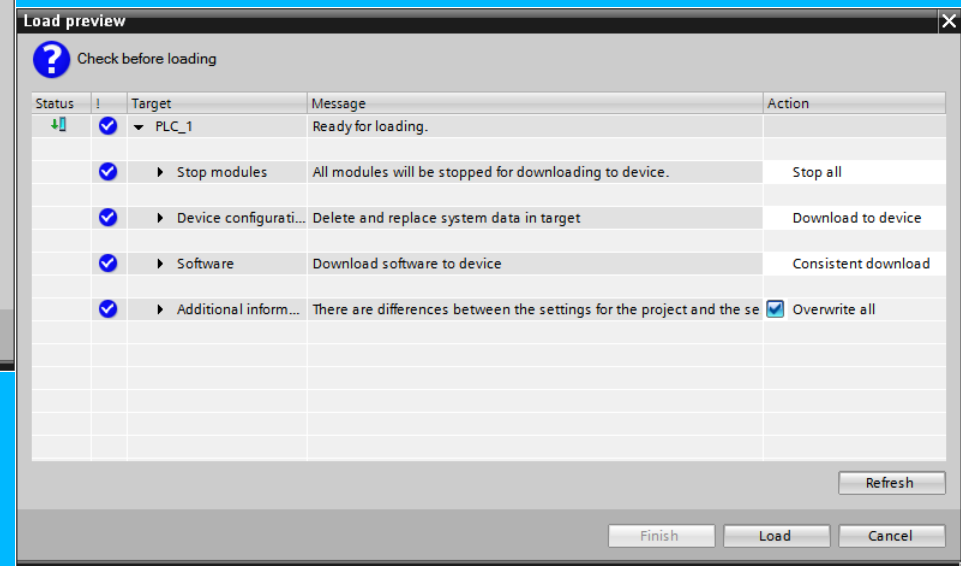 Load preview
Check before loading
Status ! Target Message Action
PLC_1 Ready for loading.
Stop modules All modules will be stopped for downloading to device. Stop all
Device configurati... Delete and replace system data in target Download to device
Software Download software to device Consistent download
Additional inform... There are differences between the settings for the project and the se Overwrite all
Refresh
Finish Load Cancel